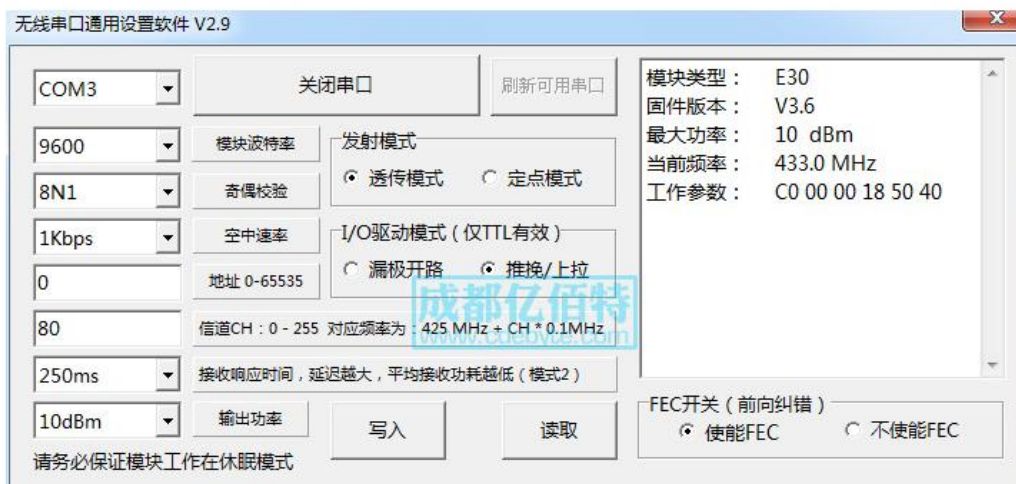 无线串口通用设置软件 V2.9
COM3
关闭串口
刷新可用串口
9600
模块波特率
8N1
奇偶校验
1Kbps
空中速率
0
地址 0-65535
80
信道CH：0 - 255 对应频率为：425 MHz + CH * 0.1MHz
250ms
接收响应时间，延迟越大，平均接收功耗越低（模式2）
10dBm
输出功率
写入
读取
请务必保证模块工作在休眠模式
发射模式
透传模式
定点模式
I/O驱动模式（仅TTL有效）
漏极开路
推挽/上拉
成都亿佰特
www.cdebyte.com
模块类型： E30
固件版本： V3.6
最大功率： 10 dBm
当前频率： 433.0 MHz
工作参数： C0 00 00 18 50 40
FEC开关（前向纠错）
使能FEC
不使能FEC